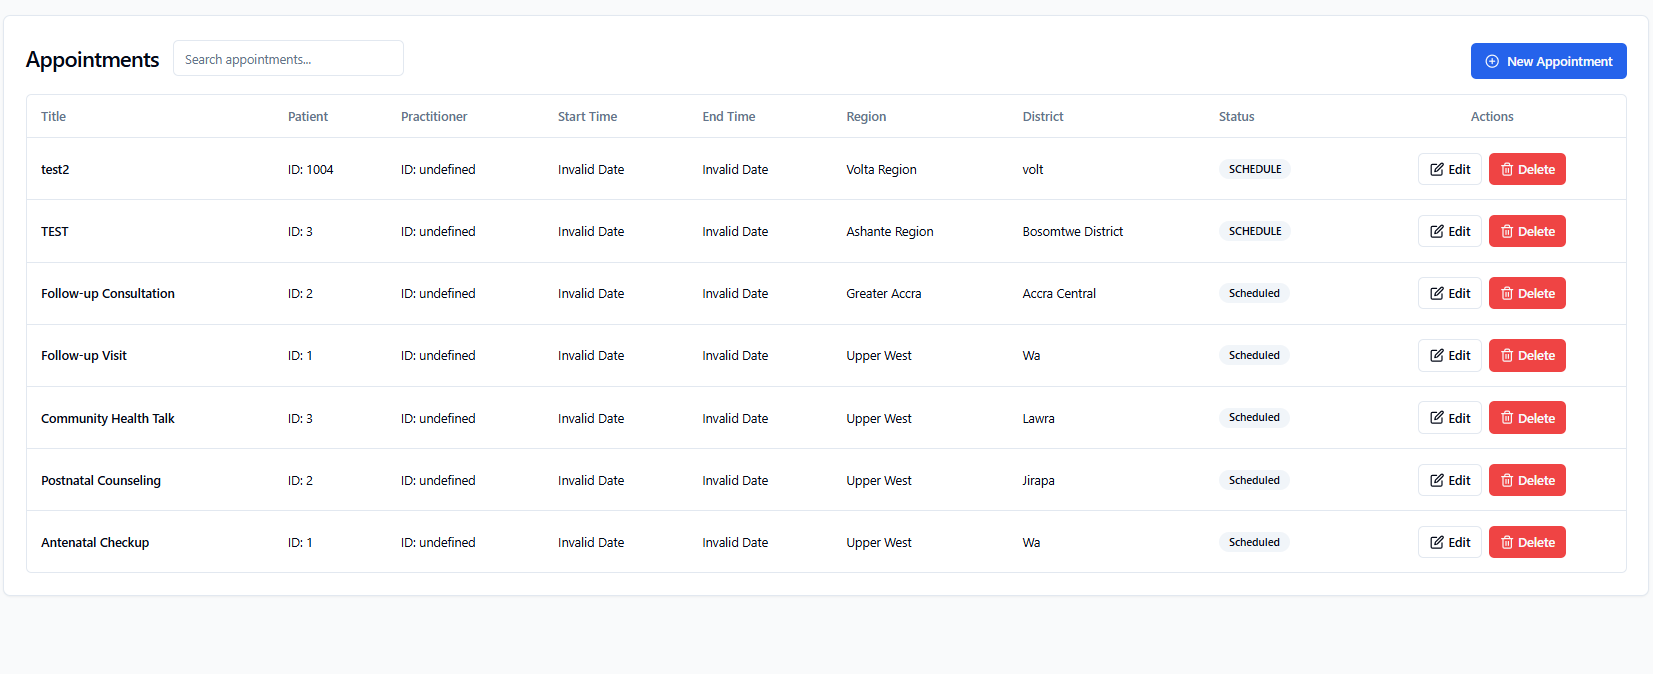 Appointments Search appointments... New Appointment
Title Patient Practitioner Start Time End Time Region District Status Actions
test2 ID: 1004 ID: undefined Invalid Date Invalid Date Volta Region volt SCHEDULE Edit Delete
TEST ID: 3 ID: undefined Invalid Date Invalid Date Ashante Region Bosomtwe District SCHEDULE Edit Delete
Follow-up Consultation ID: 2 ID: undefined Invalid Date Invalid Date Greater Accra Accra Central Scheduled Edit Delete
Follow-up Visit ID: 1 ID: undefined Invalid Date Invalid Date Upper West Wa Scheduled Edit Delete
Community Health Talk ID: 3 ID: undefined Invalid Date Invalid Date Upper West Lawra Scheduled Edit Delete
Postnatal Counseling ID: 2 ID: undefined Invalid Date Invalid Date Upper West Jirapa Scheduled Edit Delete
Antenatal Checkup ID: 1 ID: undefined Invalid Date Invalid Date Upper West Wa Scheduled Edit Delete